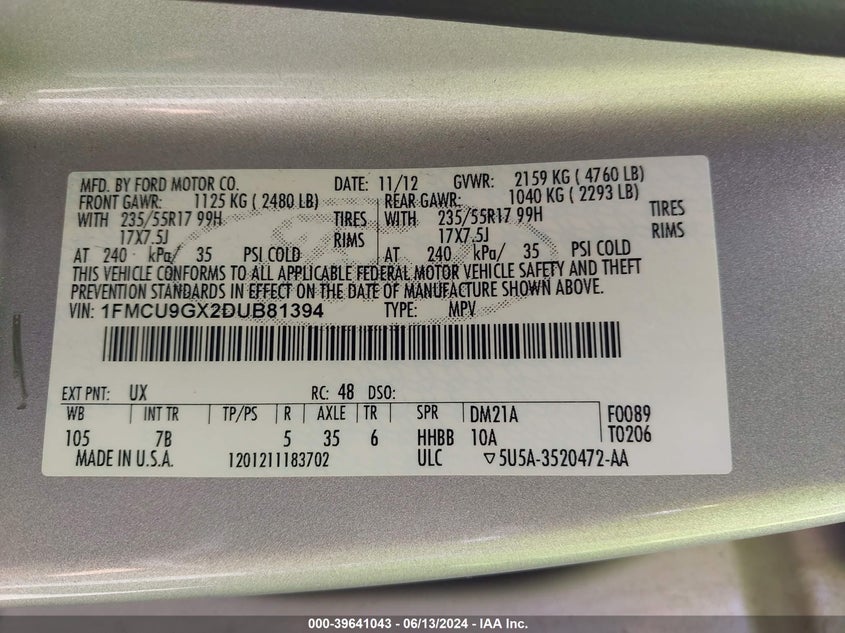 MFD. BY FORD MOTOR CO. DATE: 11/12 GVWR: 2159 KG ( 4760 LB)
FRONT GAWR: 1125 KG ( 2480 LB) REAR GAWR: 1040 KG ( 2293 LB)
WITH 235/55R17 99H TIRES WITH 235/55R17 99H TIRES
17X7.5J RIMS 17X7.5J RIMS
AT 240 kPa/ 35 PSI COLD AT 240 kPa/ 35 PSI COLD
THIS VEHICLE CONFORMS TO ALL APPLICABLE FEDERAL MOTOR VEHICLE SAFETY AND THEFT
PREVENTION STANDARDS IN EFFECT ON THE DATE OF MANUFACTURE SHOWN ABOVE.
VIN: 1FMCU9GX2DUB81394 TYPE: MPV
EXT PNT: UX RC: 48 DSO:
WB INT TR TP/PS R AXLE TR SPR DM21A F0089
105 7B 5 35 6 HHBB 10A T0206
MADE IN U.S.A. 1201211183702 ULC ▽5U5A-3520472-AA
000-39641043 - 06/13/2024 - IAA Inc.